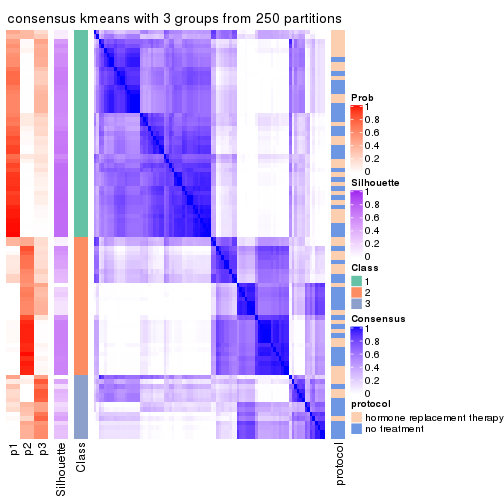 consensus kmeans with 3 groups from 250 partitions
Prob
1
0.8
0.6
0.4
0.2
0
Silhouette
1
0.8
0.6
0.4
0.2
0
Class
1
2
3
Consensus
1
0.8
0.6
0.4
0.2
0
protocol
hormone replacement therapy
no treatment
p1
p2
p3
Silhouette
Class
protocol